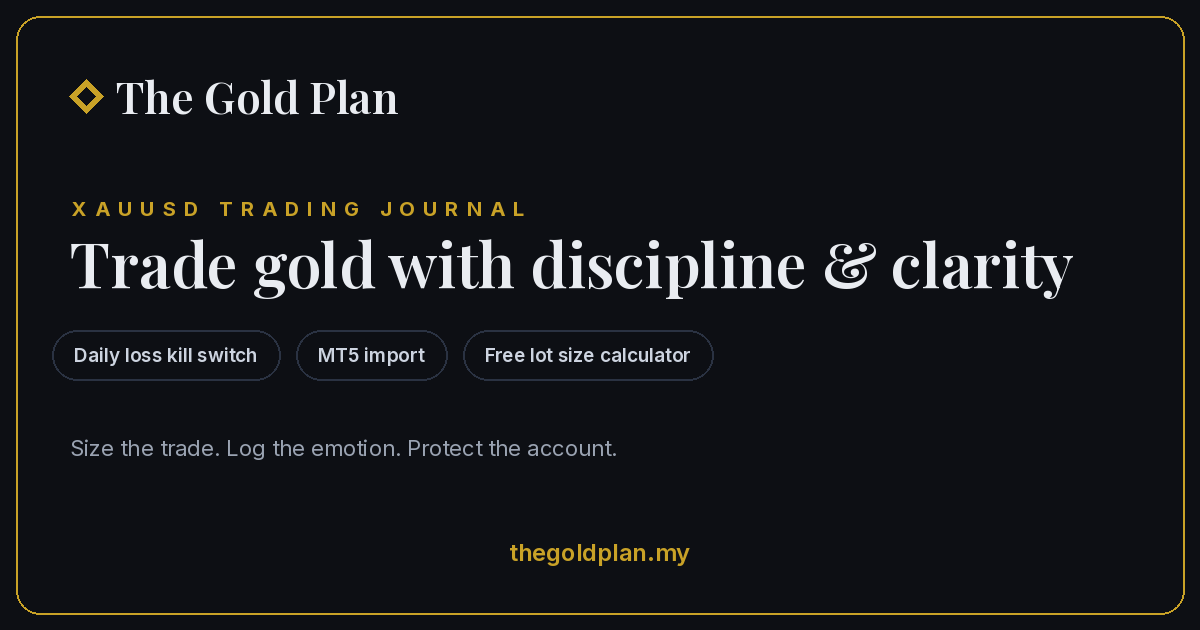 The Gold Plan
XAUUSD TRADING JOURNAL
Trade gold with discipline & clarity
Daily loss kill switch
MT5 import
Free lot size calculator
Size the trade. Log the emotion. Protect the account.
thegoldplan.my